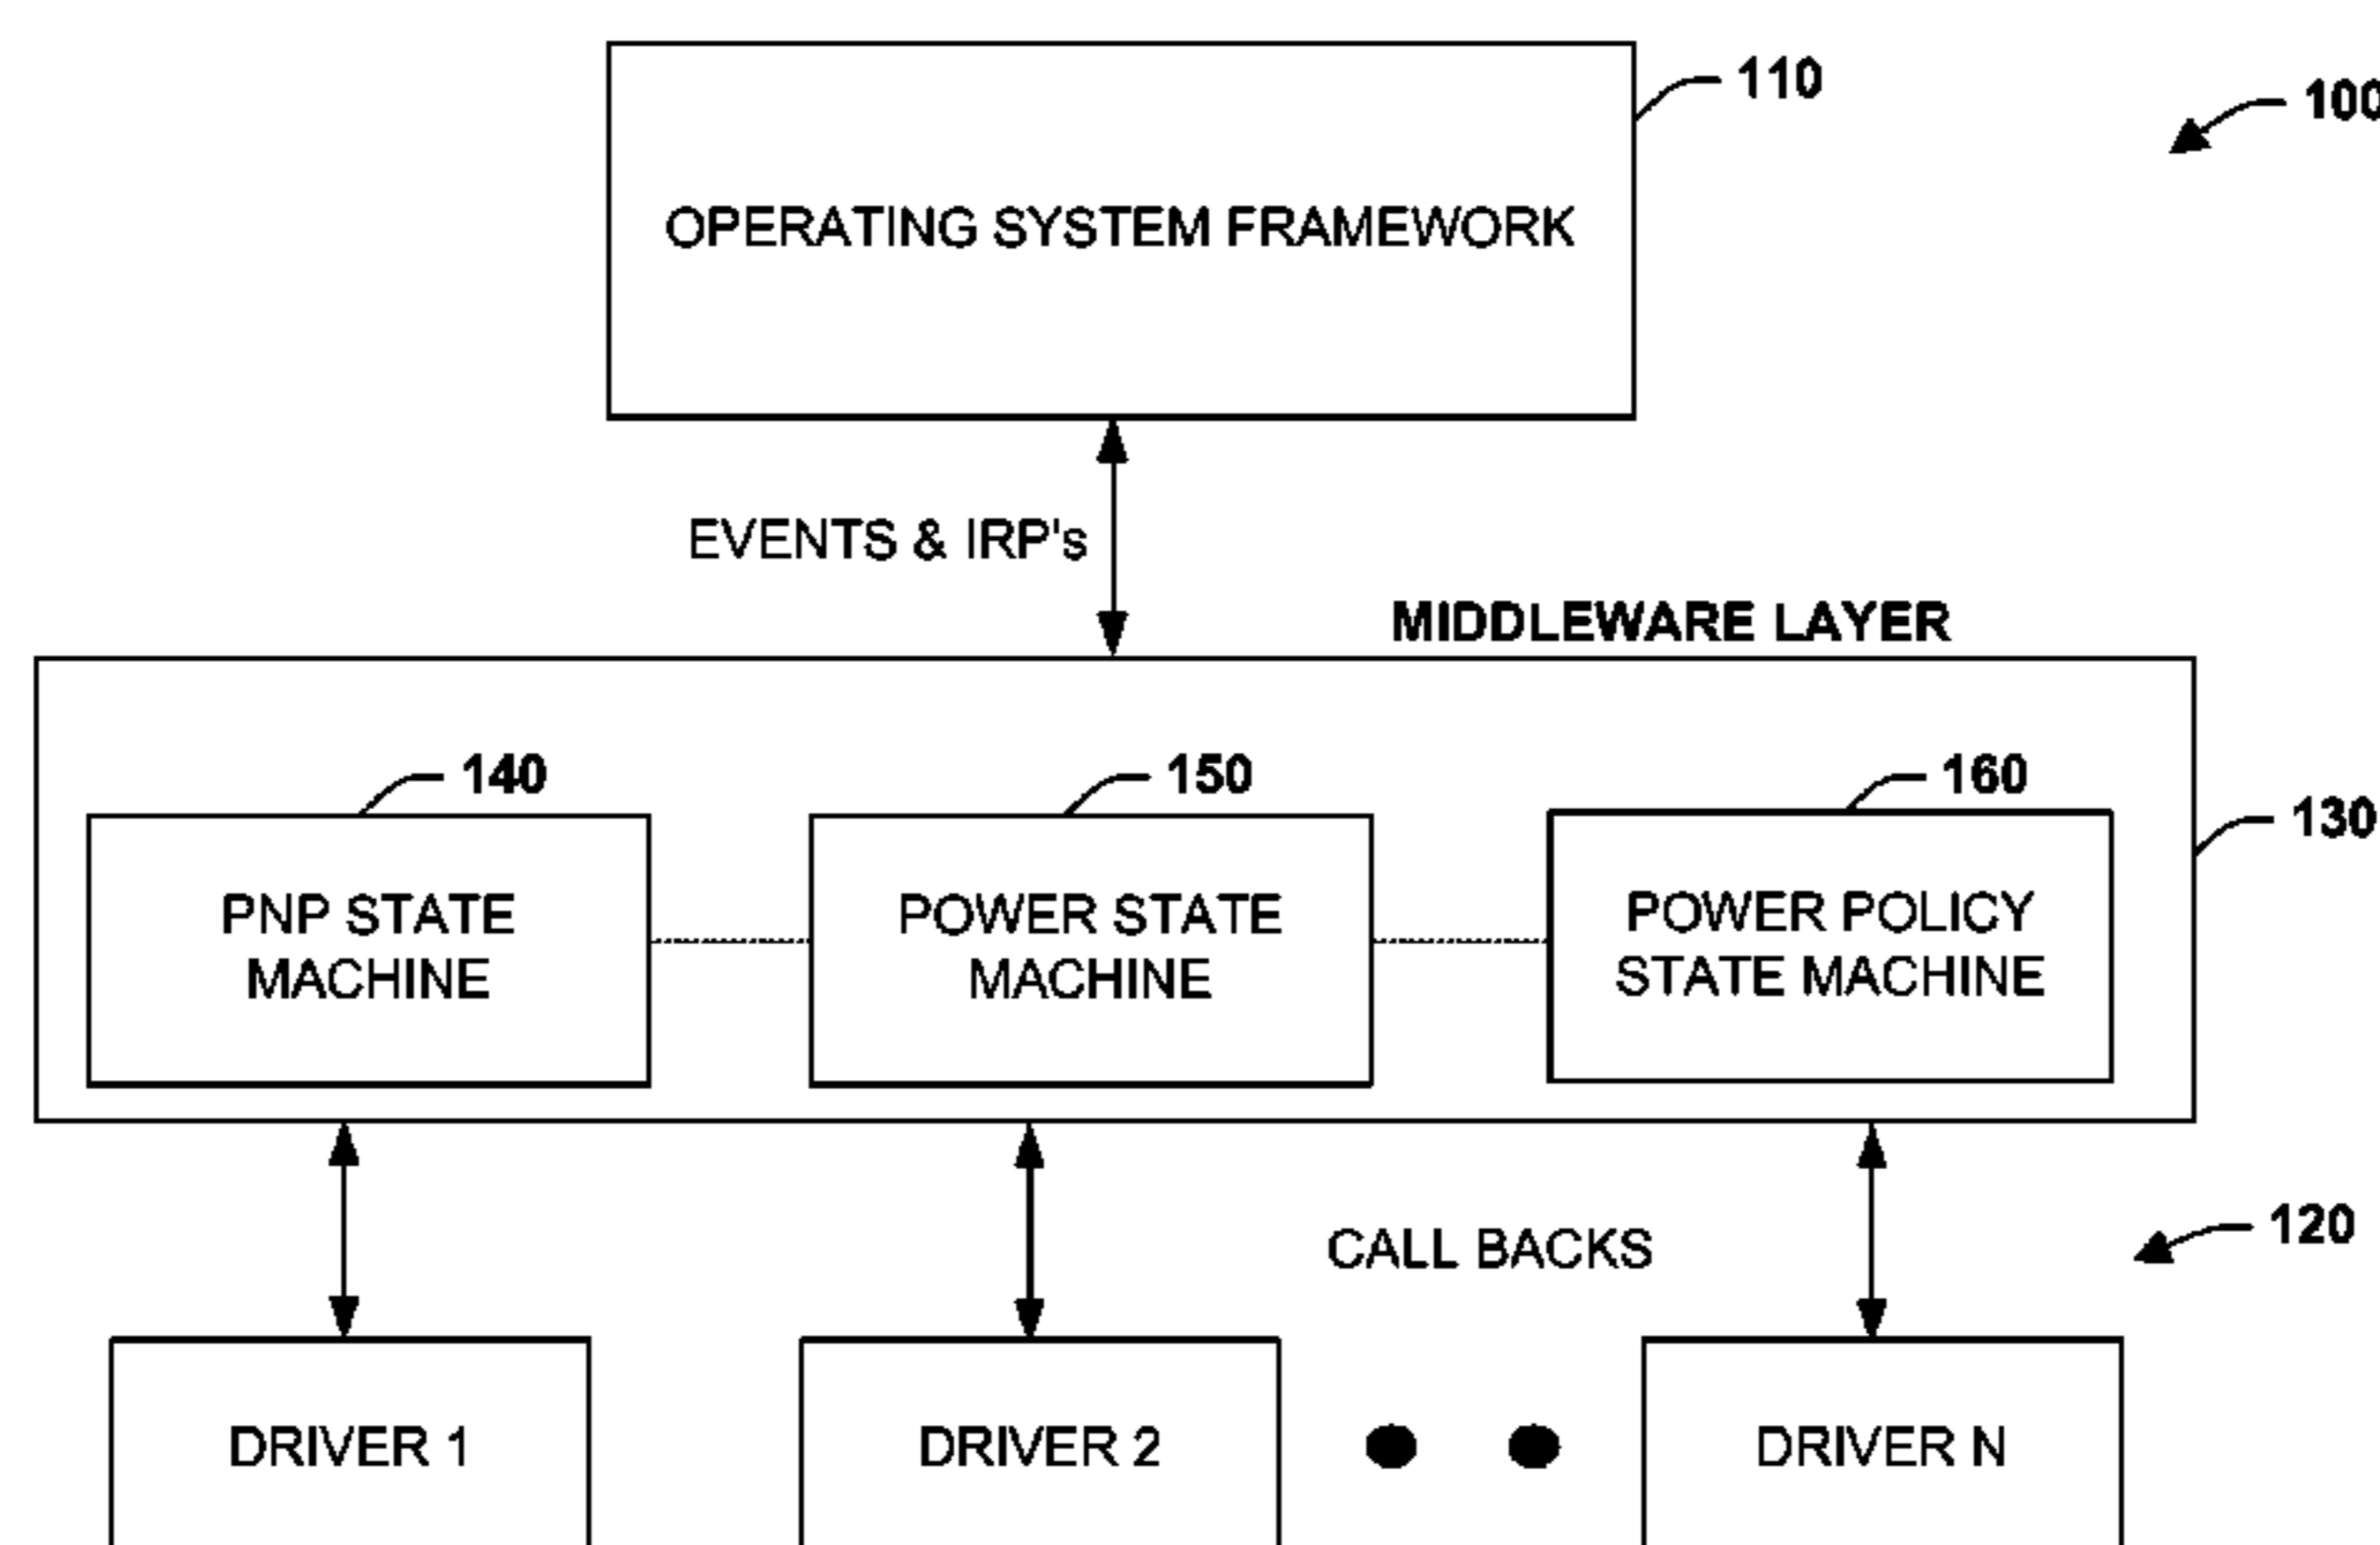 110
100
OPERATING SYSTEM FRAMEWORK
EVENTS & IRP's
MIDDLEWARE LAYER
140
150
160
130
PNP STATE
MACHINE
POWER STATE
MACHINE
POWER POLICY
STATE MACHINE
120
CALL BACKS
DRIVER 1
DRIVER 2
DRIVER N